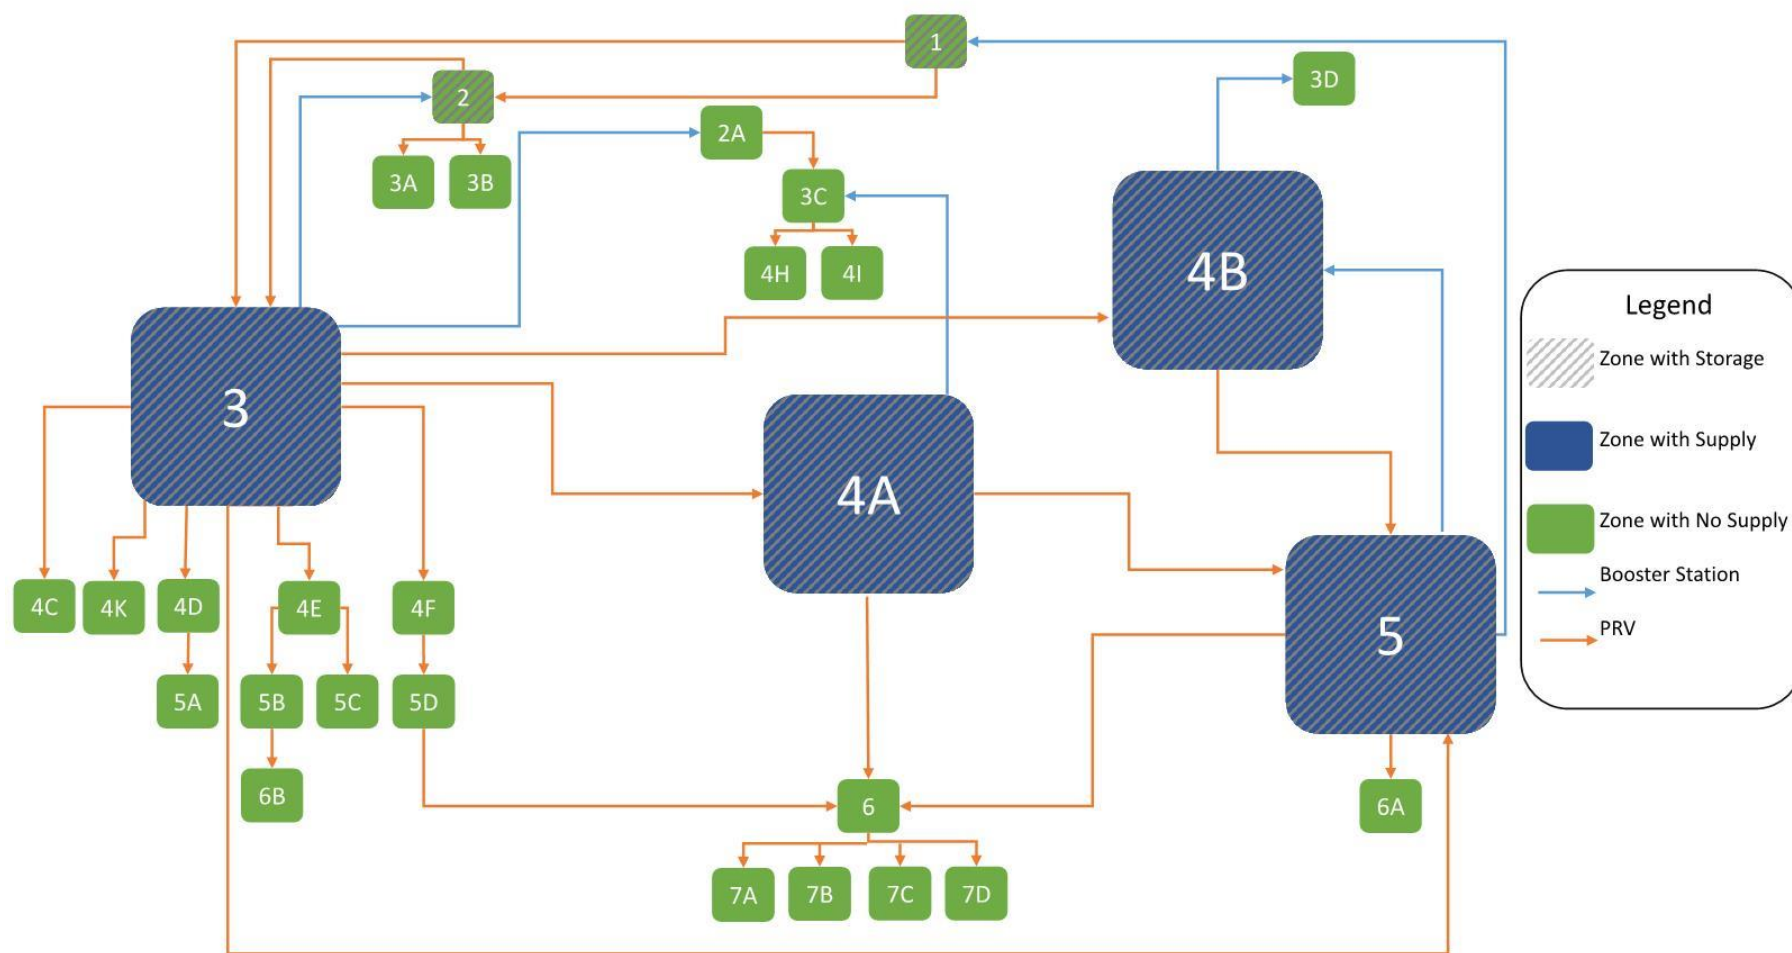 1
2
3D
2A
3A
3B
3C
4H
4I
4B
Legend
Zone with Storage
Zone with Supply
Zone with No Supply
Booster Station
PRV
3
4A
4C
4K
4D
4E
4F
5
5A
5B
5C
5D
6B
6
6A
7A
7B
7C
7D